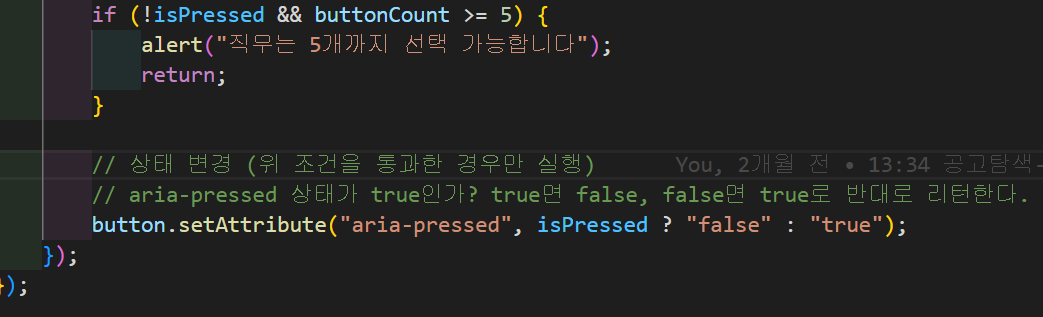 if (!isPressed && buttonCount >= 5) {
alert("직무는 5개까지 선택 가능합니다");
return;
}
// 상태 변경 (위 조건을 통과한 경우만 실행) You, 2개월 전 • 13:34 공고탐색-
// aria-pressed 상태가 true인가? true면 false, false면 true로 반대로 리턴한다.
button.setAttribute("aria-pressed", isPressed ? "false" : "true");
});
});